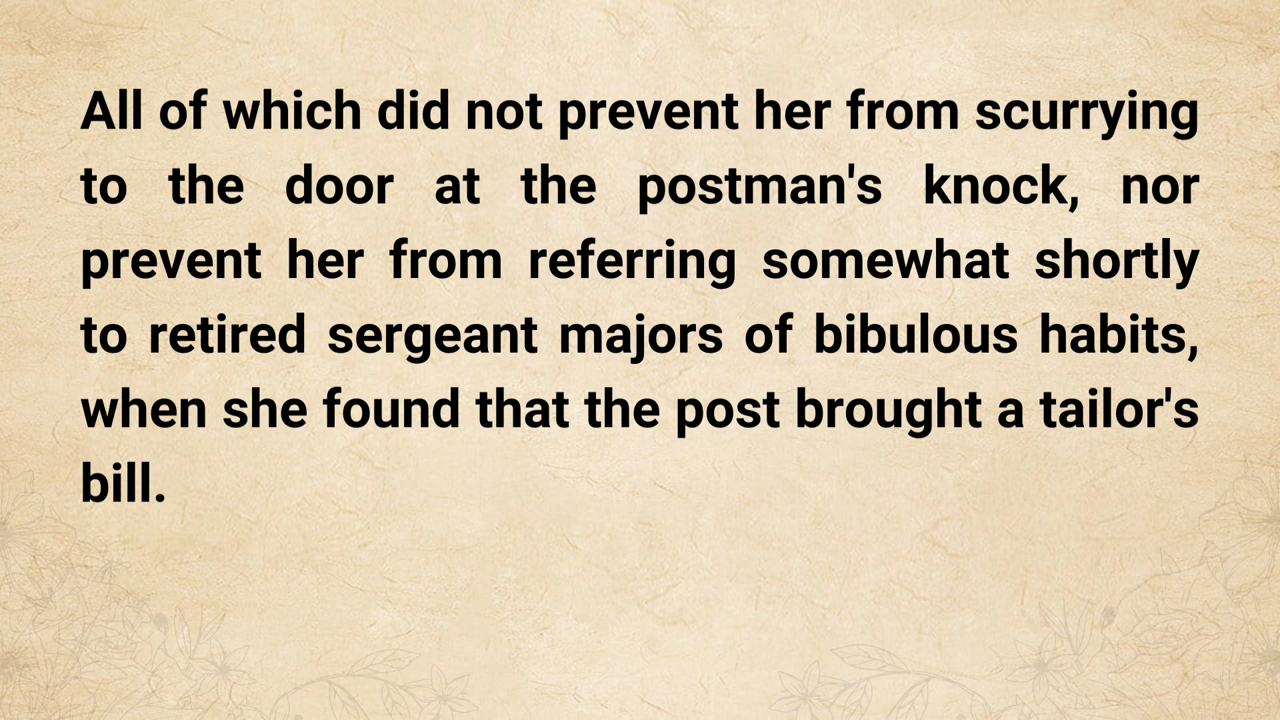 All of which did not prevent her from scurrying
to the door at the postman's knock, nor
prevent her from referring somewhat shortly
to retired sergeant majors of bibulous habits,
when she found that the post brought a tailor's
bill.